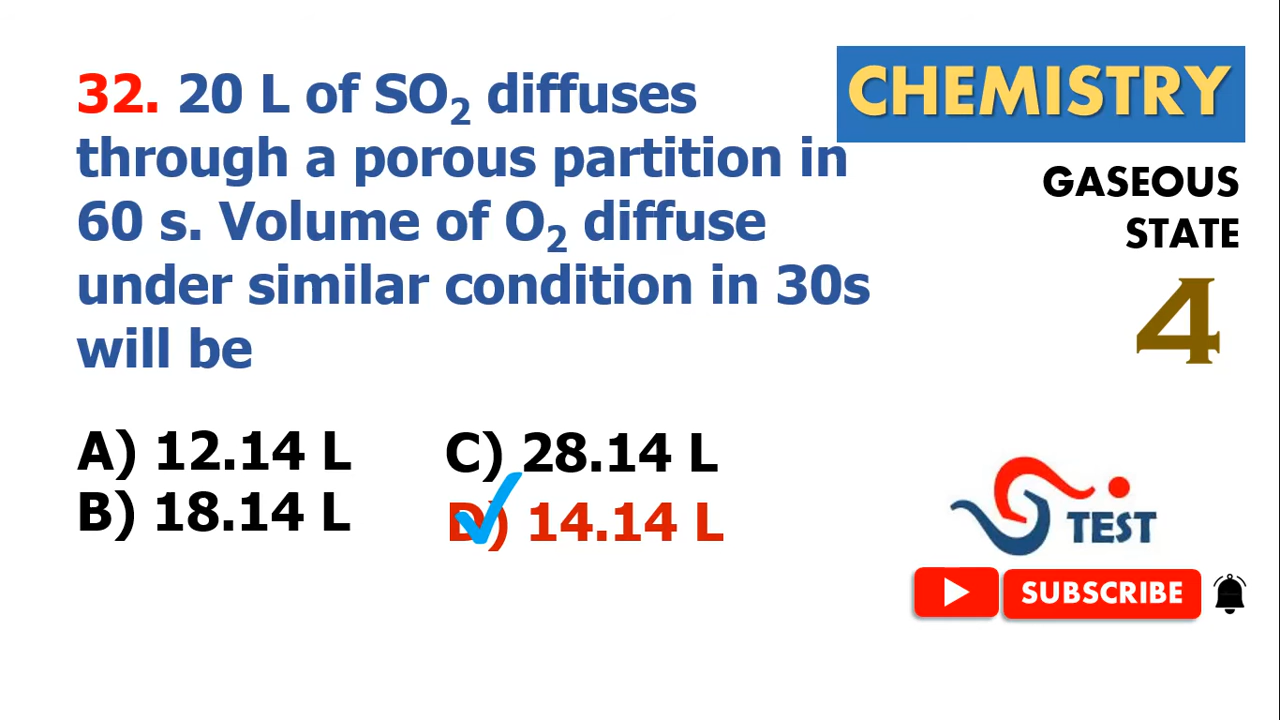 CHEMISTRY
32. 20 L of SO₂ diffuses
through a porous partition in
60 s. Volume of O₂ diffuse
under similar condition in 30s
will be
GASEOUS
STATE
4
A) 12.14 L
B) 18.14 L
C) 28.14 L
D) 14.14 L
TEST
SUBSCRIBE